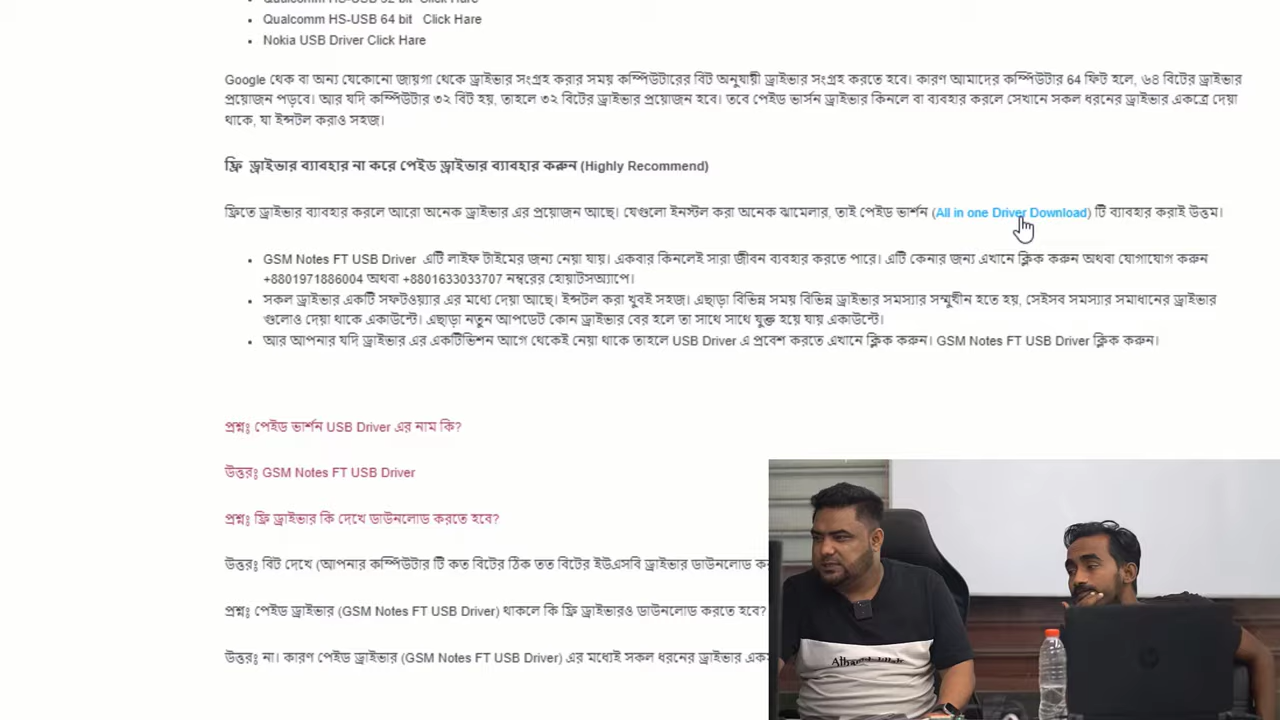 Qualcomm HS-USB 64 bit Click Hare
Nokia USB Driver Click Hare
Google থেক বা অন্য যেকোনো জায়গা থেকে ড্রাইভার সংগ্রহ করার সময় কম্পিউটারের বিট অনুযায়ী ড্রাইভার সংগ্রহ করতে হবে। কারণ আমাদের কম্পিউটার 64 ফিট হলে, ৬৪ বিটের ড্রাইভার
প্রয়োজন পড়বে। আর যদি কম্পিউটার ৩২ বিট হয়, তাহলে ৩২ বিটের ড্রাইভার প্রয়োজন হবে। তবে পেইড ভার্সন ড্রাইভার কিনলে বা ব্যবহার করলে সেখানে সকল ধরনের ড্রাইভার একত্রে দেয়া
থাকে, যা ইন্সটল করাও সহজ।
ফ্রি ড্রাইভার ব্যাবহার না করে পেইড ড্রাইভার ব্যাবহার করুন (Highly Recommend)
ফ্রিতে ড্রাইভার ব্যাবহার করলে আরো অনেক ড্রাইভার এর প্রয়োজন আছে। যেগুলো ইনস্টল করা অনেক ঝামেলার, তাই পেইড ভার্শন (All in one Driver Download) টি ব্যাবহার করাই উত্তম।
GSM Notes FT USB Driver এটি লাইফ টাইমের জন্য নেয়া যায়। একবার কিনলেই সারা জীবন ব্যবহার করতে পারে। এটি কেনার জন্য এখানে ক্লিক করুন অথবা যোগাযোগ করুন
+8801971886004 অথবা +8801633033707 নম্বরের হোয়াটসঅ্যাপে।
সকল ড্রাইভার একটি সফটওয়্যার এর মধ্যে দেয়া আছে। ইন্সটল করা খুবই সহজ। এছাড়া বিভিন্ন সময় বিভিন্ন ড্রাইভার সমস্যার সম্মুখীন হতে হয়, সেইসব সমস্যার সমাধানের ড্রাইভার
গুলোও দেয়া থাকে একাউন্টে। এছাড়া নতুন আপডেট কোন ড্রাইভার বের হলে তা সাথে সাথে যুক্ত হয়ে যায় একাউন্টে।
আর আপনার যদি ড্রাইভার এর একটিভিশন আগে থেকেই নেয়া থাকে তাহলে USB Driver এ প্রবেশ করতে এখানে ক্লিক করুন। GSM Notes FT USB Driver ক্লিক করুন।
প্রশ্নঃ পেইড ভার্শন USB Driver এর নাম কি?
উত্তরঃ GSM Notes FT USB Driver
প্রশ্নঃ ফ্রি ড্রাইভার কি দেখে ডাউনলোড করতে হবে?
উত্তরঃ বিট দেখে (আপনার কম্পিউটার টি কত বিটের ঠিক তত বিটের ইউএসবি ড্রাইভার ডাউনলোড
প্রশ্নঃ পেইড ড্রাইভার (GSM Notes FT USB Driver) থাকলে কি ফ্রি ড্রাইভারও ডাউনলোড করতে হবে?
উত্তরঃ না। কারণ পেইড ড্রাইভার (GSM Notes FT USB Driver) এর মধ্যেই সকল ধরনের ড্রাইভার